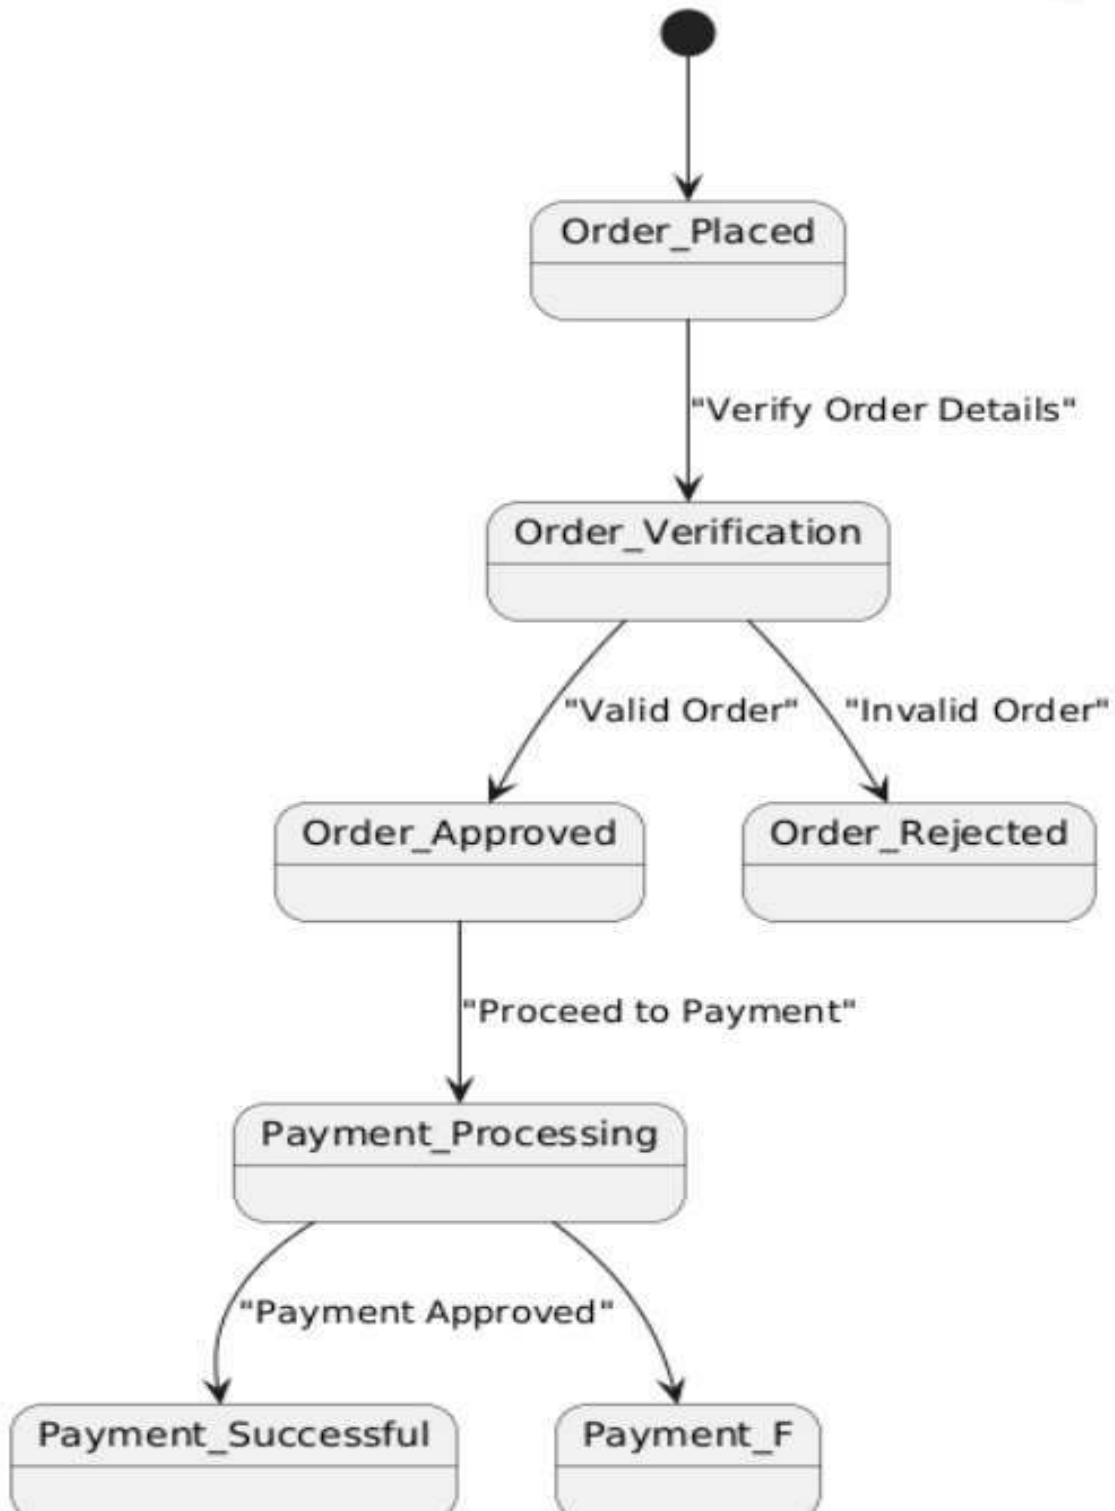 Order_Placed
"Verify Order Details"
Order_Verification
"Valid Order" "Invalid Order"
Order_Approved Order_Rejected
"Proceed to Payment"
Payment_Processing
"Payment Approved"
Payment_Successful Payment_F